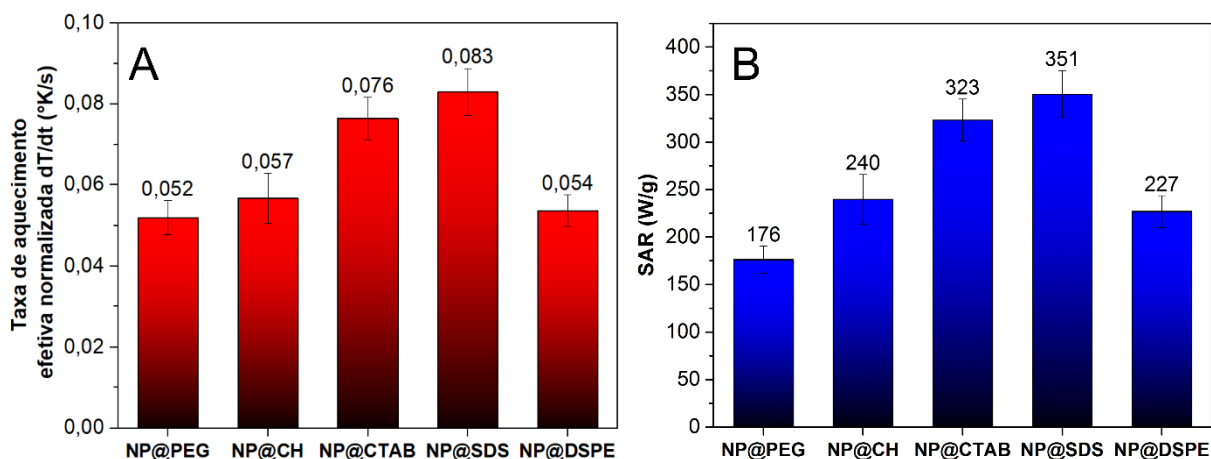 A
Taxa de aquecimento
efetiva normalizada dT/dt (°K/s)
0,10
0,08
0,06
0,04
0,02
0,00
0,052
0,057
0,076
0,083
0,054
NP@PEG
NP@CH
NP@CTAB
NP@SDS
NP@DSPE
B
SAR (W/g)
400
350
300
250
200
150
100
50
0
176
240
323
351
227
NP@PEG
NP@CH
NP@CTAB
NP@SDS
NP@DSPE